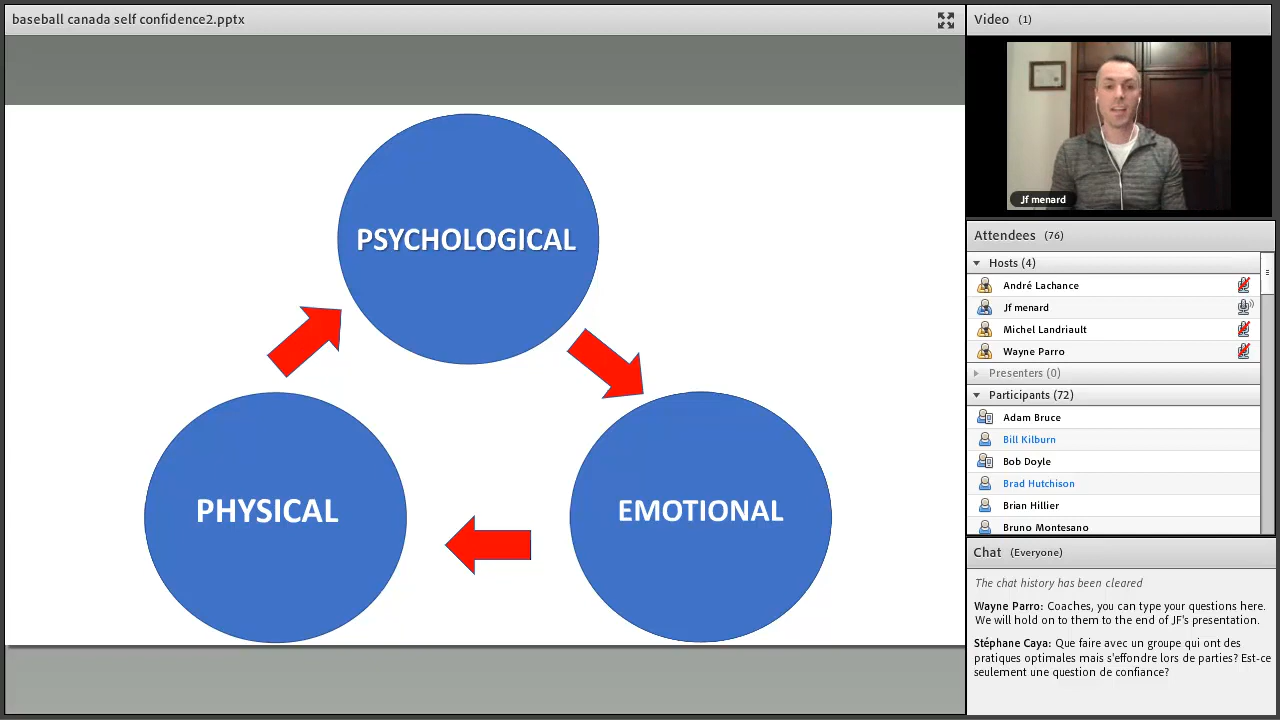 baseball canada self confidence2.pptx
PSYCHOLOGICAL
PHYSICAL
EMOTIONAL
Video (1)
Jf menard
Attendees (76)
Hosts (4)
André Lachance
Jf menard
Michel Landriault
Wayne Parro
Presenters (0)
Participants (72)
Adam Bruce
Bill Kilburn
Bob Doyle
Brad Hutchison
Brian Hillier
Bruno Montesano
Chat (Everyone)
The chat history has been cleared
Wayne Parro: Coaches, you can type your questions here.
We will hold on to them to the end of JF's presentation.
Stéphane Caya: Que faire avec un groupe qui ont des
pratiques optimales mais s'effondre lors de parties? Est-ce
seulement une question de confiance?